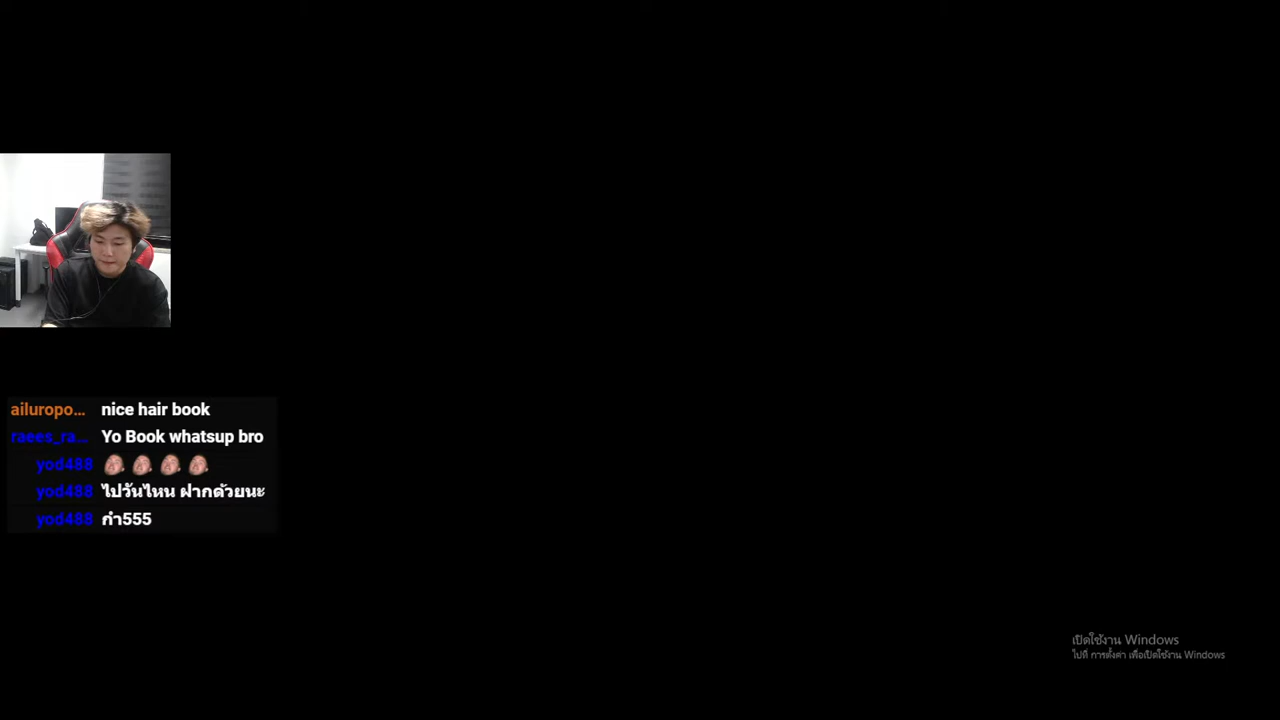 ailuropo... nice hair book
raees_ra... Yo Book whatsup bro
yod488
yod488 ไปวันไหน ฝากด้วยนะ
yod488 กำ555
เปิดใช้งาน Windows
ไปที่ การตั้งค่า เพื่อเปิดใช้งาน Windows